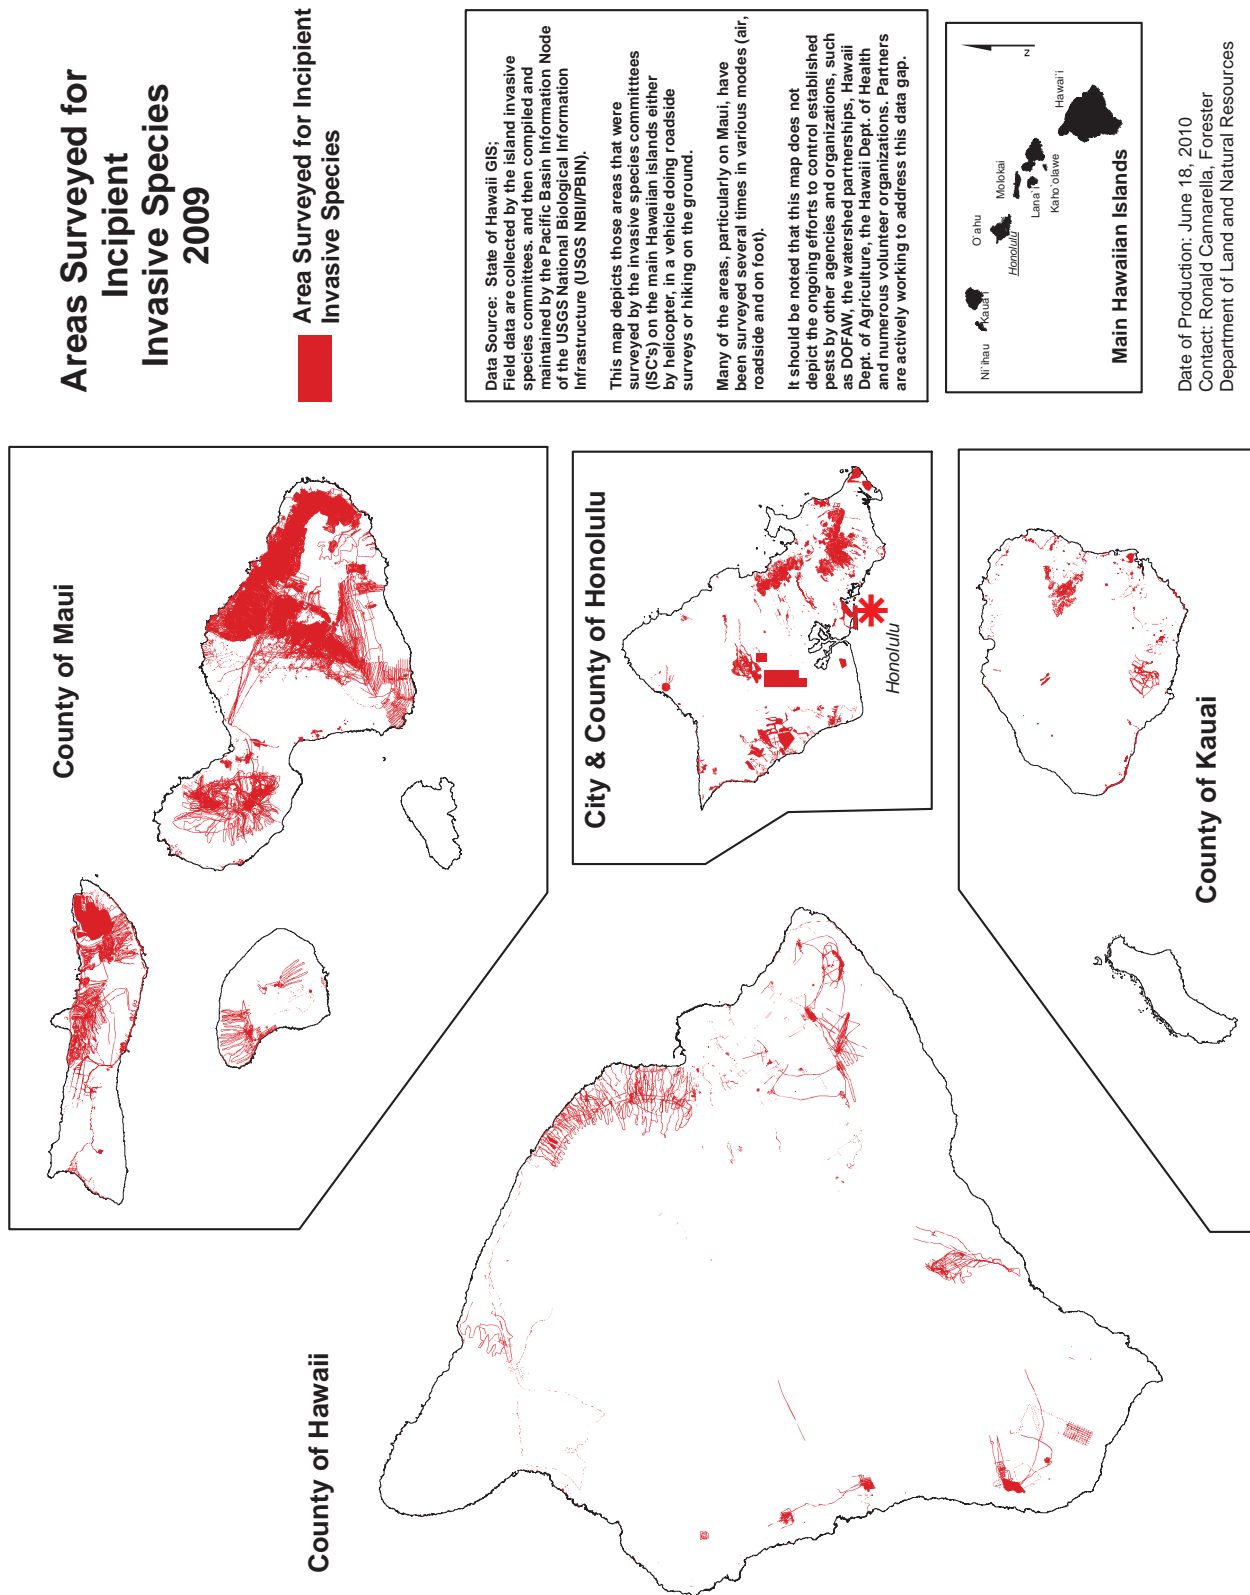 Areas Surveyed for
Incipient
Invasive Species
2009
Area Surveyed for Incipient
Invasive Species
Data Source: State of Hawaii GIS;
Field data are collected by the island invasive
species committees. and then compiled and
maintained by the Pacific Basin Information Node
of the USGS National Biological Information
Infrastructure (USGS NBII/PBIN).
This map depicts those areas that were
surveyed by the invasive species committees
(ISC's) on the main Hawaiian islands either
by helicopter, in a vehicle doing roadside
surveys or hiking on the ground.
Many of the areas, particularly on Maui, have
been surveyed several times in various modes (air,
roadside and on foot).
It should be noted that this map does not
depict the ongoing efforts to control established
pests by other agencies and organizations, such
as DOFAW, the watershed partnerships, Hawaii
Dept. of Agriculture, the Hawaii Dept. of Health
and numerous volunteer organizations. Partners
are actively working to address this data gap.
Ni`ihau
Kaua`i
O`ahu
Honolulu
Molokai
Lana`i
Kaho`olawe
Hawai`i
N
Main Hawaiian Islands
Date of Production: June 18, 2010
Contact: Ronald Cannarella, Forester
Department of Land and Natural Resources
County of Maui
City & County of Honolulu
Honolulu
County of Kauai
County of Hawaii